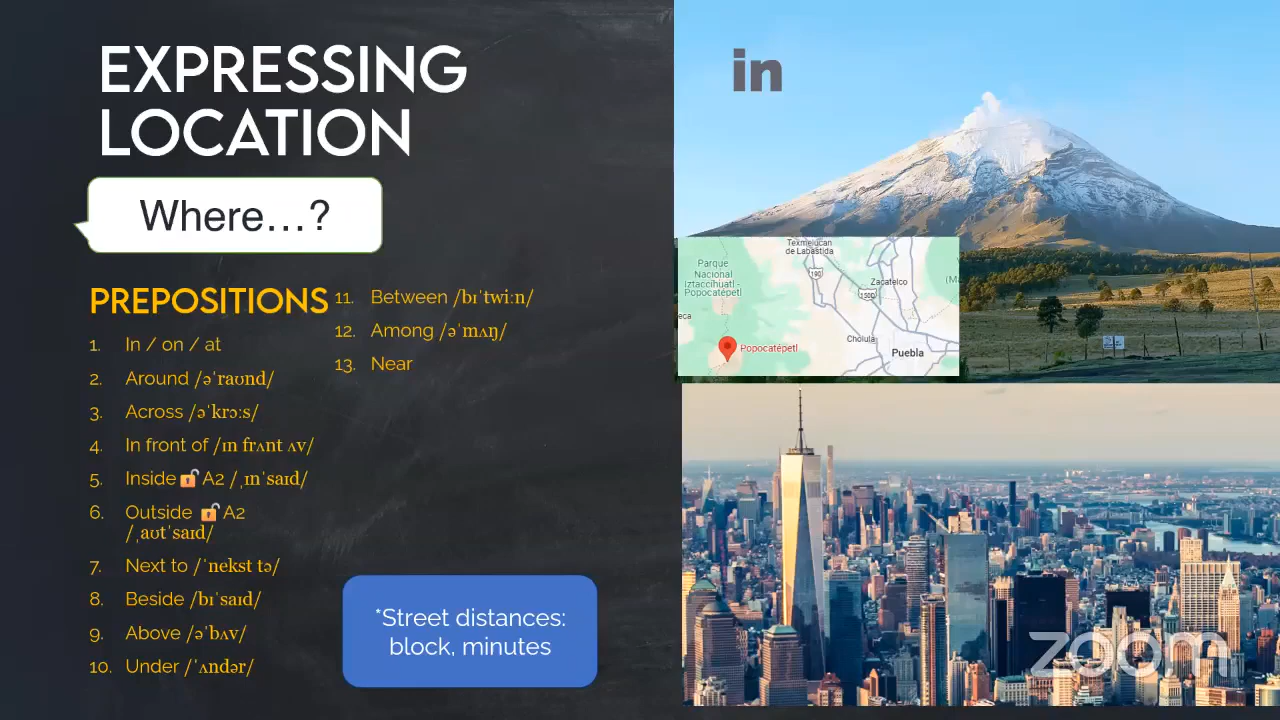 EXPRESSING
LOCATION
Where...?
PREPOSITIONS
1. In / on / at
2. Around /əˈraʊnd/
3. Across /əˈkrɔːs/
4. In front of /ɪn frʌnt ʌv/
5. Inside 🔓 A2 /ˌɪnˈsaɪd/
6. Outside 🔓 A2
/ˌaʊtˈsaɪd/
7. Next to /ˈnekst tə/
8. Beside /bɪˈsaɪd/
9. Above /əˈbʌv/
10. Under /ˈʌndər/
11. Between /bɪˈtwiːn/
12. Among /əˈmʌŋ/
13. Near
*Street distances:
block, minutes
in
Texmelucan
de Labastida
Parque
Nacional
Iztaccíhuatl -
Popocatépetl
190
Zacatelco
150D
(M
eca
Cholula
Popocatépetl
Puebla
zoom